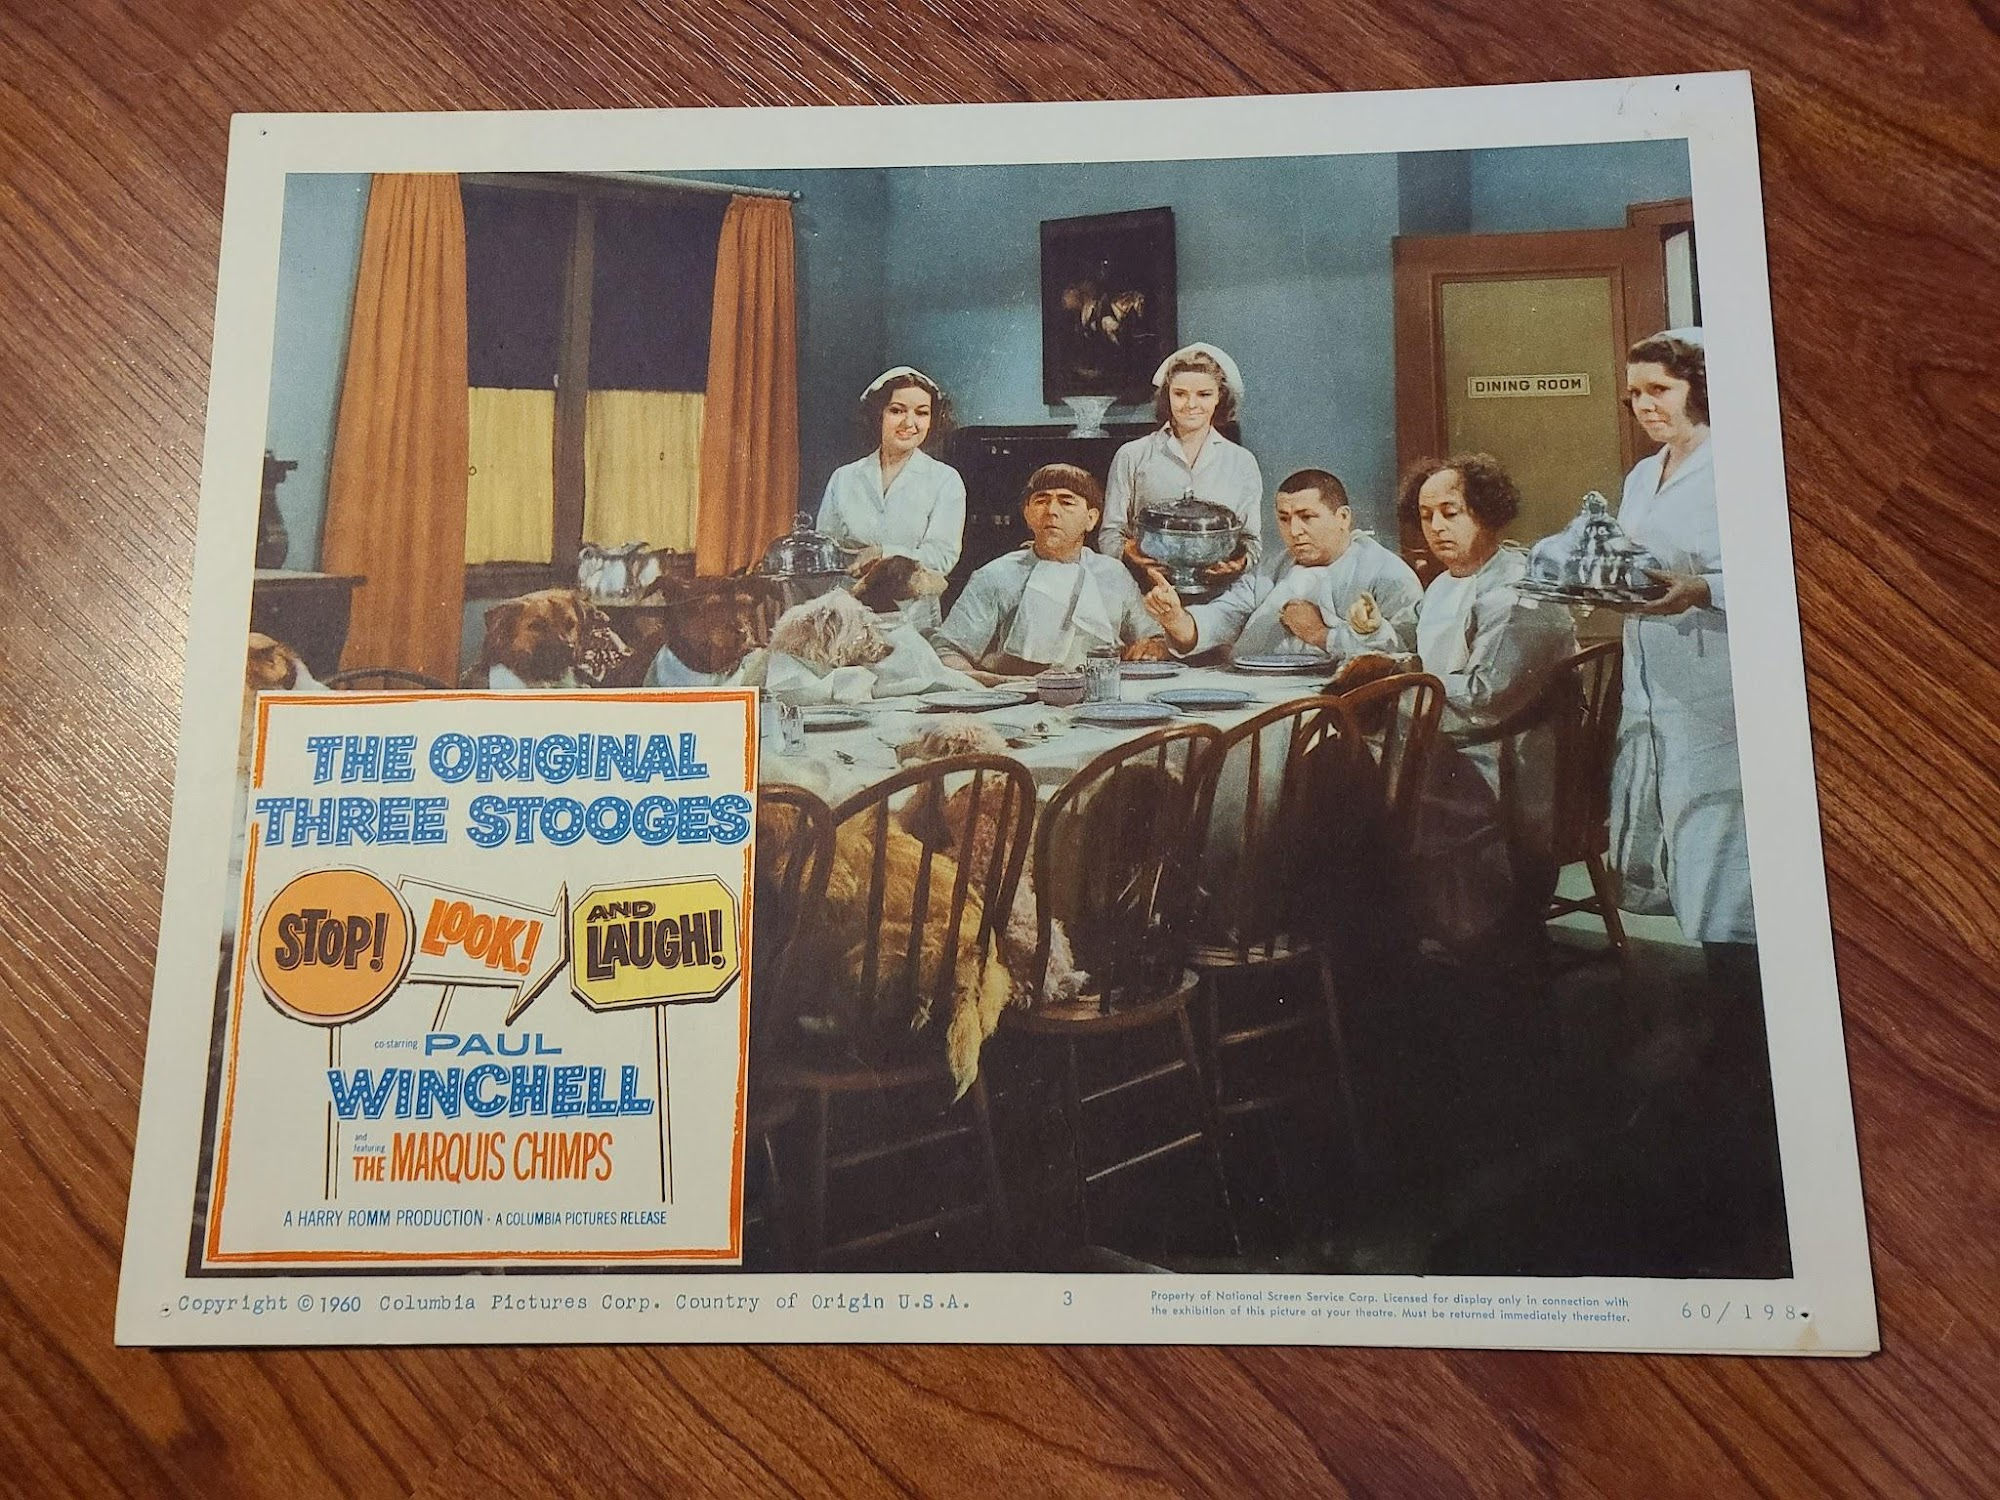 DINING ROOM
THE ORIGINAL
THREE STOOGES
STOP!
LOOK!
AND
LAUGH!
co-starring PAUL
WINCHELL
and
featuring
THE MARQUIS CHIMPS
A HARRY ROMM PRODUCTION · A COLUMBIA PICTURES RELEASE
Copyright © 1960 Columbia Pictures Corp. Country of Origin U.S.A.
3
Property of National Screen Service Corp. Licensed for display only in connection with
the exhibition of this picture at your theatre. Must be returned immediately thereafter.
60/198